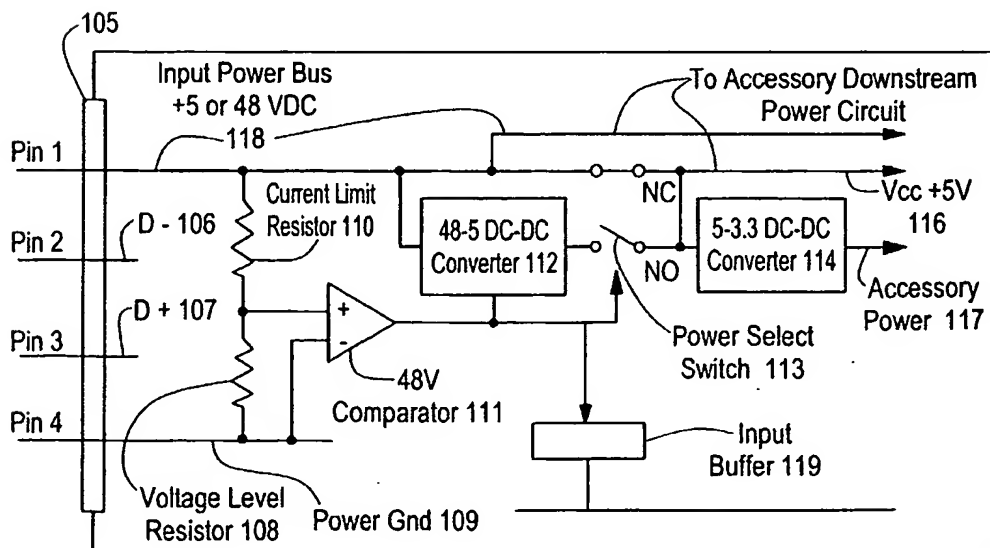 105
Input Power Bus
+5 or 48 VDC
118
To Accessory Downstream
Power Circuit
Pin 1
Current Limit
Resistor 110
NC
Vcc +5V
116
D - 106
48-5 DC-DC
Converter 112
5-3.3 DC-DC
Converter 114
Pin 2
NO
Accessory
Power 117
D + 107
+
-
Pin 3
Power Select
Switch 113
48V
Comparator 111
Pin 4
Input
Buffer 119
Voltage Level
Resistor 108
Power Gnd 109